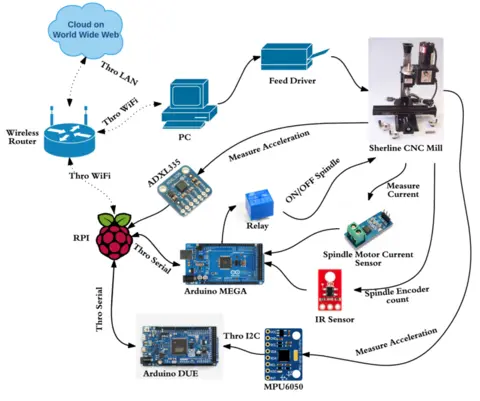 Cloud on
World Wide Web
Thro LAN
Feed Driver
Thro WiFi
PC
Wireless
Router
Sherline CNC Mill
Measure Acceleration
Thro WiFi
ADXL335
ON/OFF Spindle
Measure
Current
Relay
RPI
Thro Serial
Spindle Motor Current
Sensor
Arduino MEGA
Spindle Encoder
count
IR Sensor
Thro Serial
Thro I2C
Measure Acceleration
Arduino DUE
MPU6050